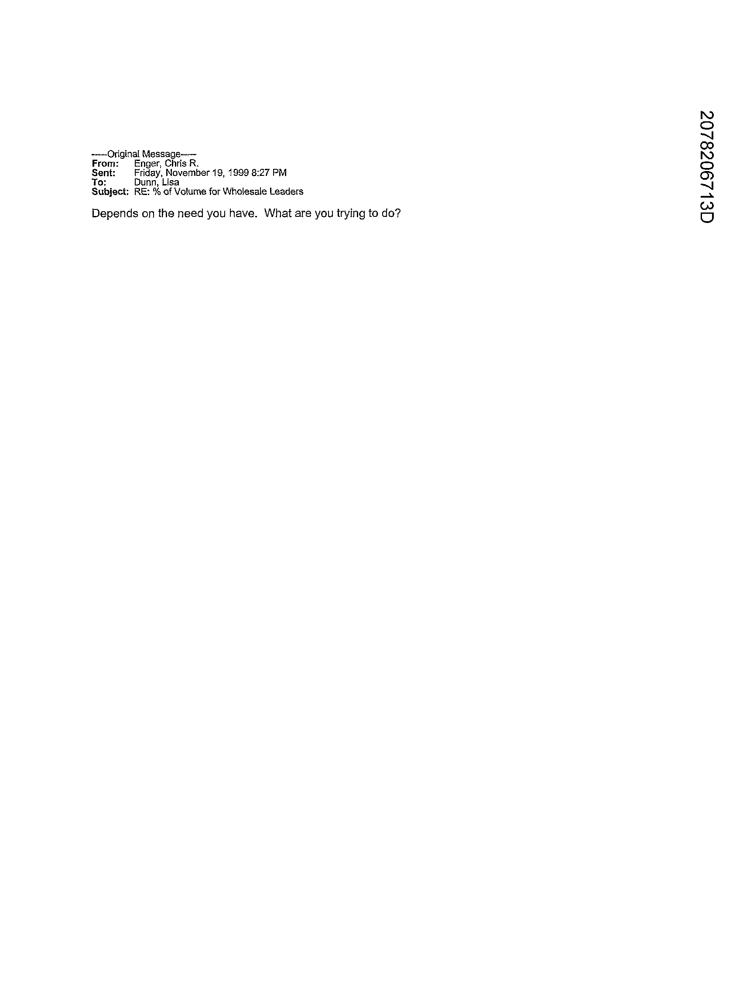 -----Original Message-----
From: Enger, Chris R.
Sent: Friday, November 19, 1999 8:27 PM
To: Dunn, Lisa
Subject: RE: % of Volume for Wholesale Leaders
Depends on the need you have. What are you trying to do?
2078206713D